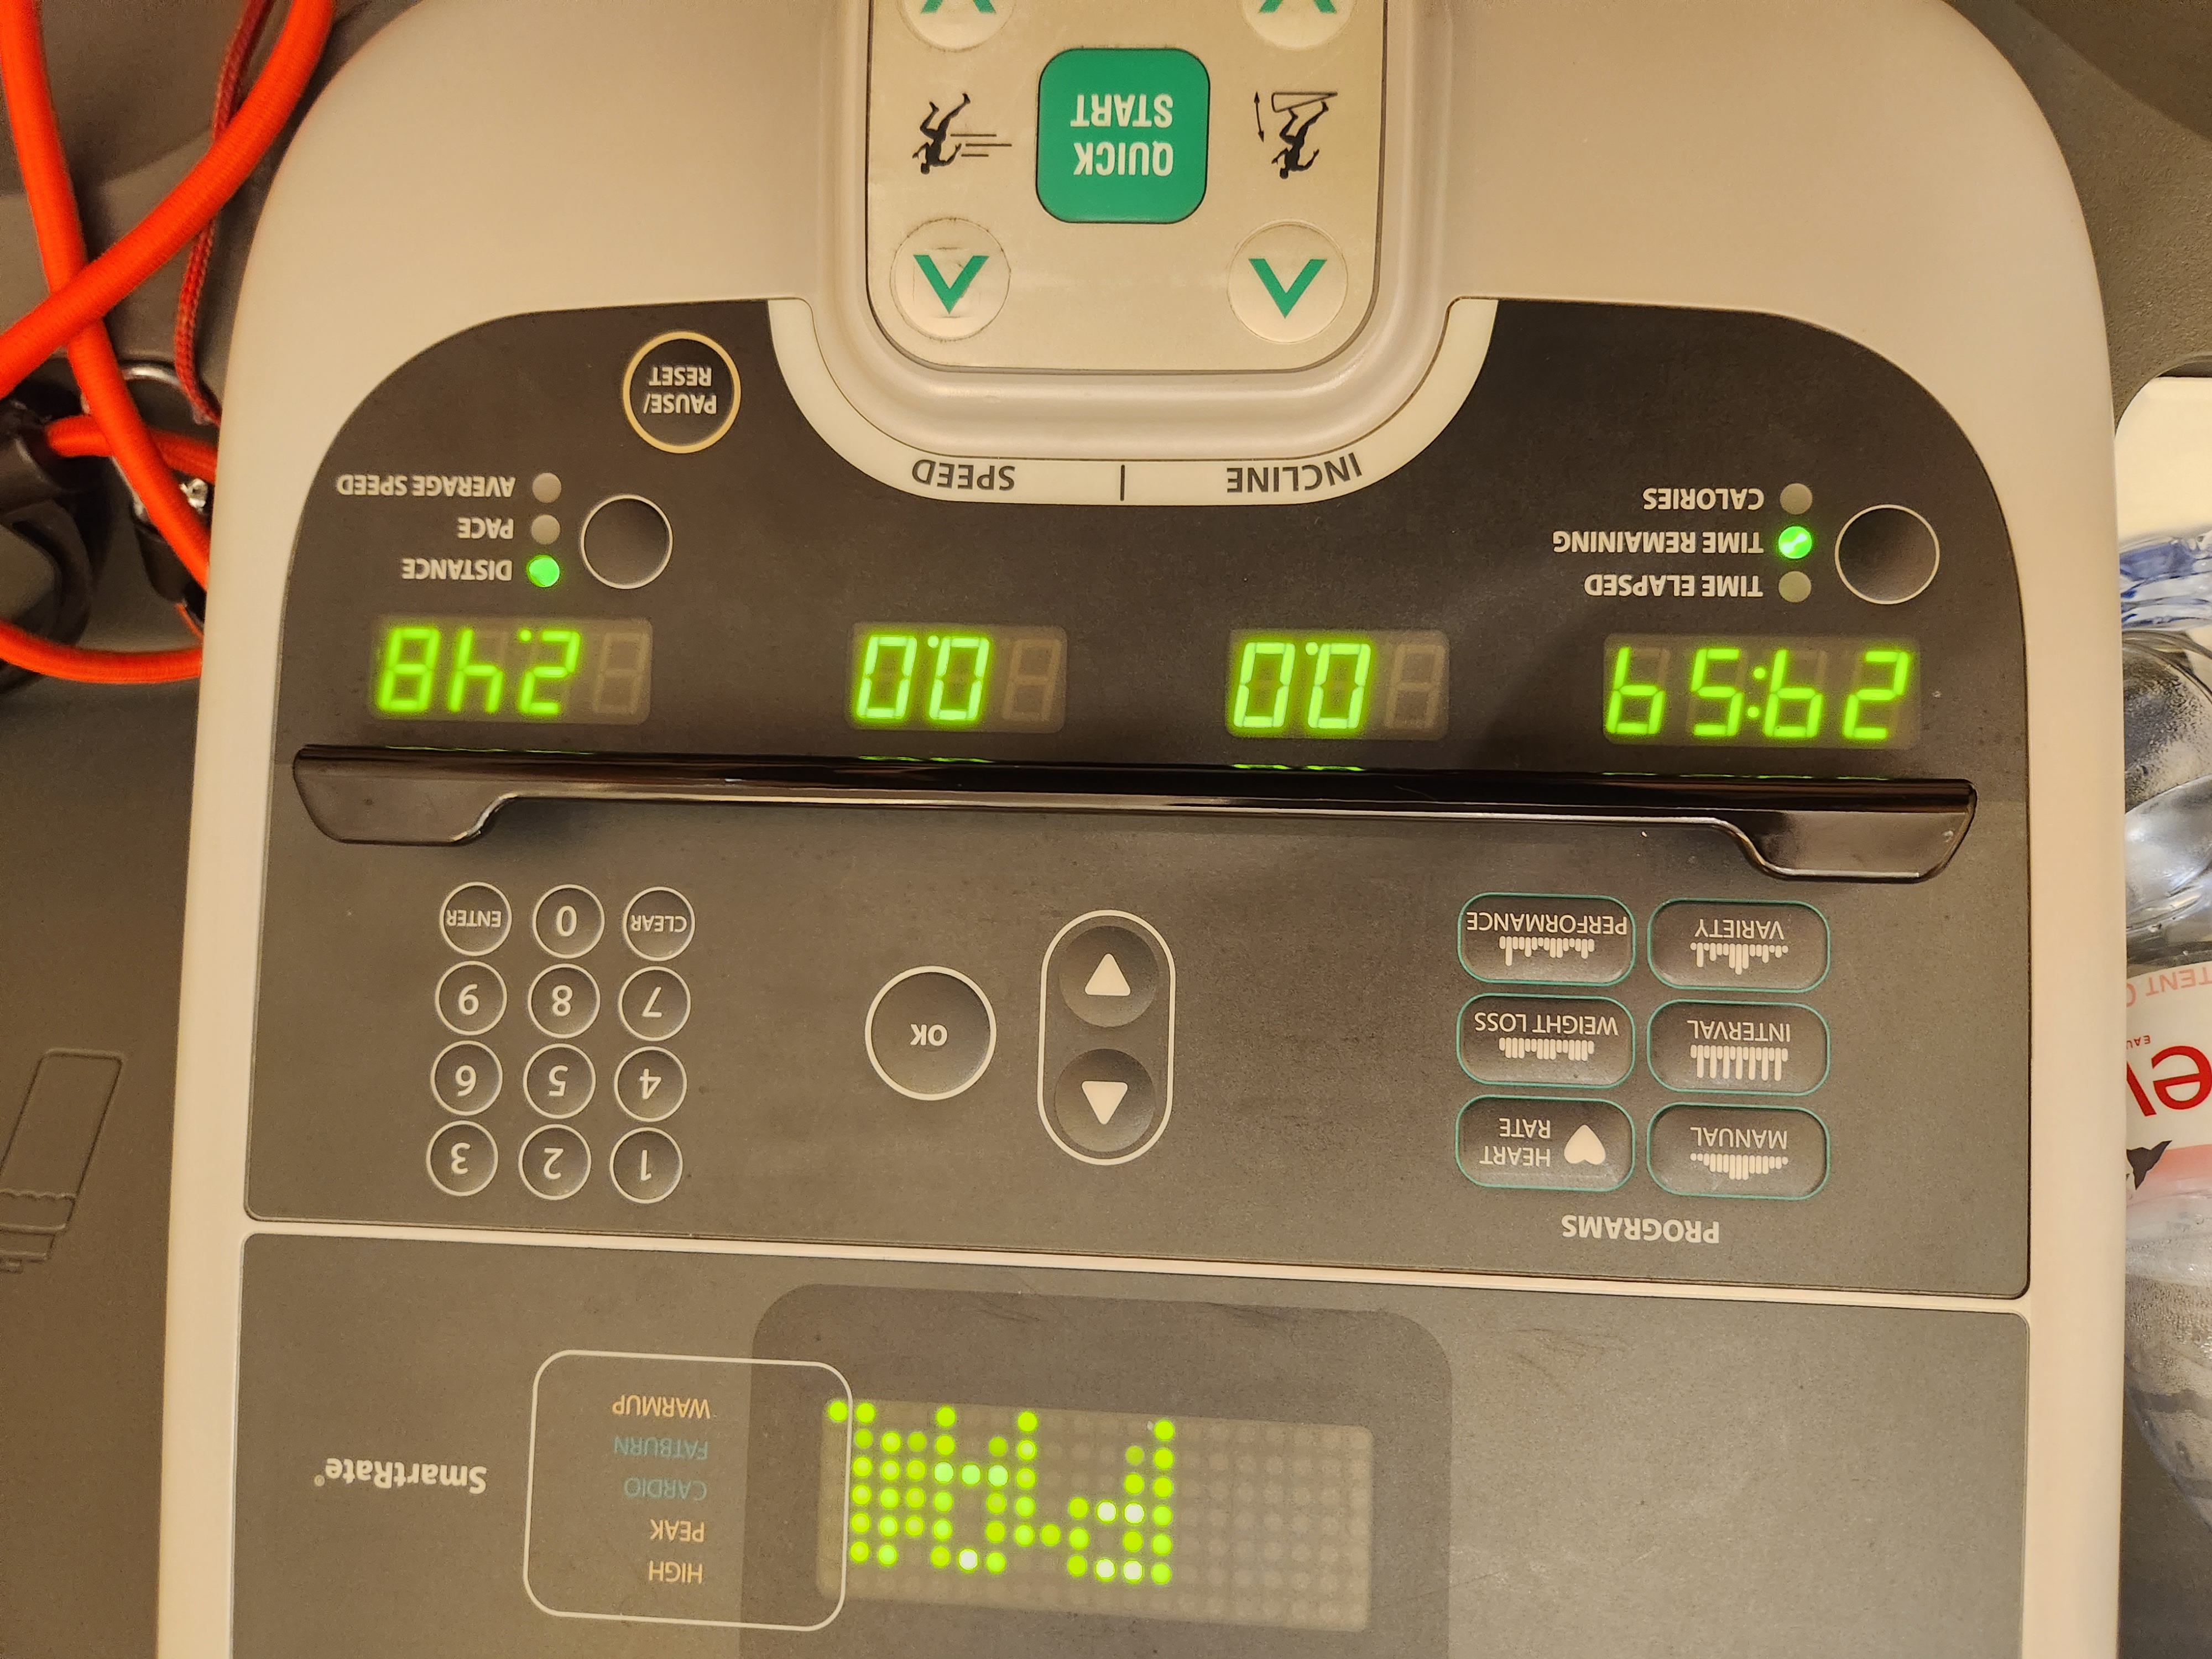 HIGH
PEAK
CARDIO
FATBURN
WARMUP
SmartRate®
PROGRAMS
MANUAL
HEART RATE
INTERVAL
WEIGHT LOSS
VARIETY
PERFORMANCE
OK
1 2 3
4 5 6
7 8 9
CLEAR 0 ENTER
ev
EAU
29:59 0.0 0.0 2.48
TIME ELAPSED
TIME REMAINING
CALORIES
DISTANCE
PACE
AVERAGE SPEED
INCLINE | SPEED
PAUSE/
RESET
QUICK
START